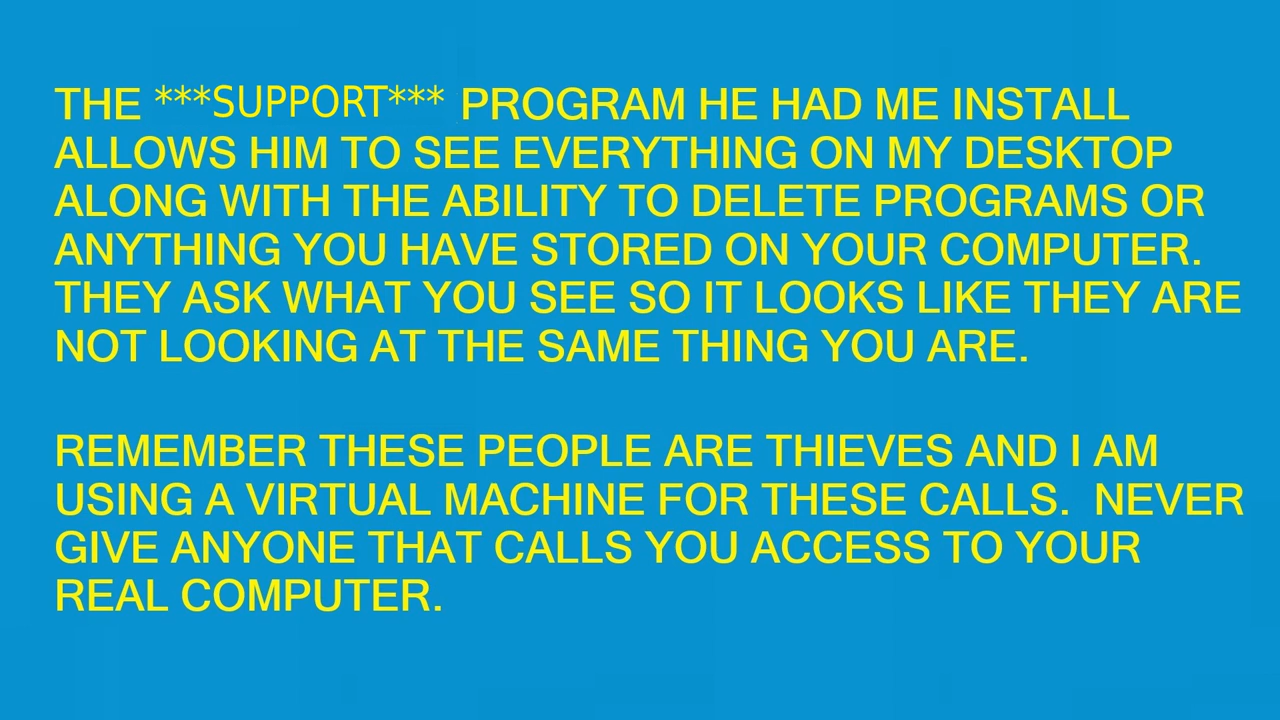 THE ***SUPPORT*** PROGRAM HE HAD ME INSTALL
ALLOWS HIM TO SEE EVERYTHING ON MY DESKTOP
ALONG WITH THE ABILITY TO DELETE PROGRAMS OR
ANYTHING YOU HAVE STORED ON YOUR COMPUTER.
THEY ASK WHAT YOU SEE SO IT LOOKS LIKE THEY ARE
NOT LOOKING AT THE SAME THING YOU ARE.
REMEMBER THESE PEOPLE ARE THIEVES AND I AM
USING A VIRTUAL MACHINE FOR THESE CALLS.  NEVER
GIVE ANYONE THAT CALLS YOU ACCESS TO YOUR
REAL COMPUTER.